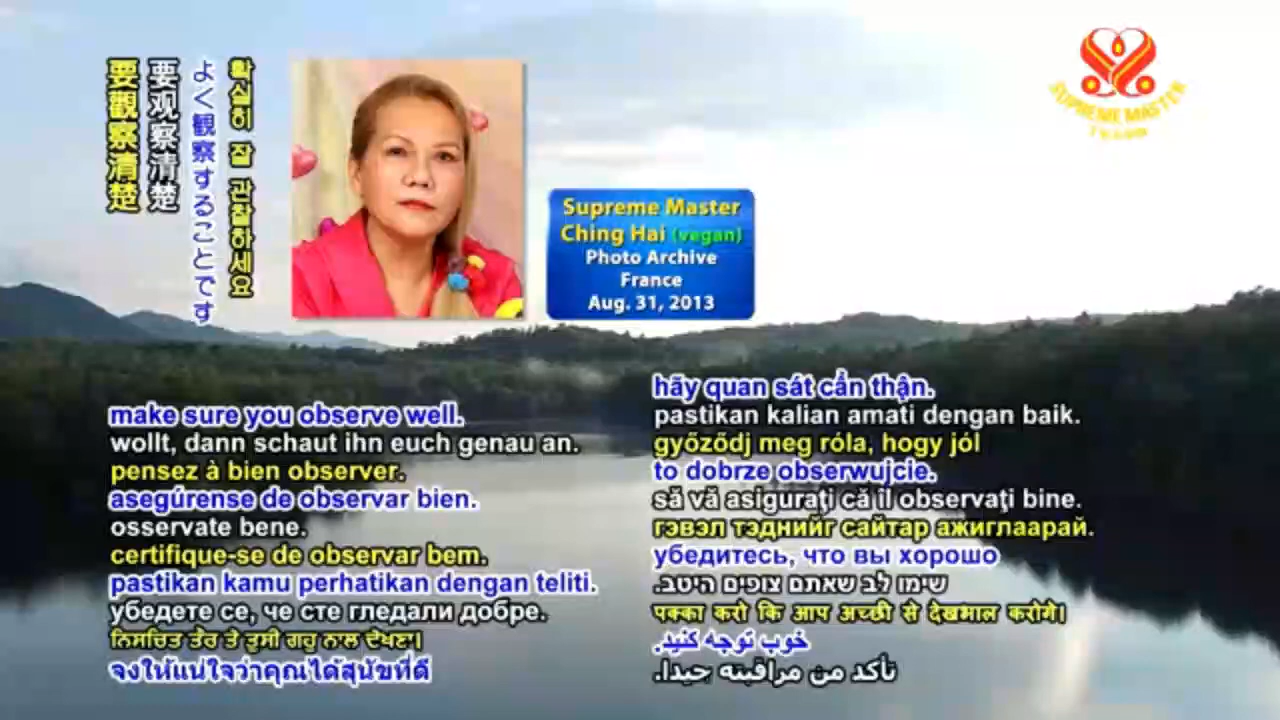 要觀察清楚
要观察清楚
よく観察することです
확실히 잘 관찰하세요
Supreme Master
Ching Hai (vegan)
Photo Archive
France
Aug. 31, 2013
SUPREME MASTER
make sure you observe well.
wollt, dann schaut ihn euch genau an.
pensez à bien observer.
asegúrense de observar bien.
osservate bene.
certifique-se de observar bem.
pastikan kamu perhatikan dengan teliti.
убедете се, че сте гледали добре.
ਨਿਸਚਿਤ ਤੌਰ ਤੇ ਤੁਸੀ ਗਹੁ ਨਾਲ ਦੇਖਣਾ।
จงให้แน่ใจว่าคุณได้สุนัขที่ดี
hãy quan sát cẩn thận.
pastikan kalian amati dengan baik.
győződj meg róla, hogy jól
to dobrze obserwujcie.
să vă asiguraţi că îl observaţi bine.
гэвэл тэднийг сайтар ажиглаарай.
убедитесь, что вы хорошо
שימו לב שאתם צופים היטב.
पक्का करो कि आप अच्छी से देखभाल करोगे।
خوب توجه کنید.
تأكد من مراقبته جيدا.